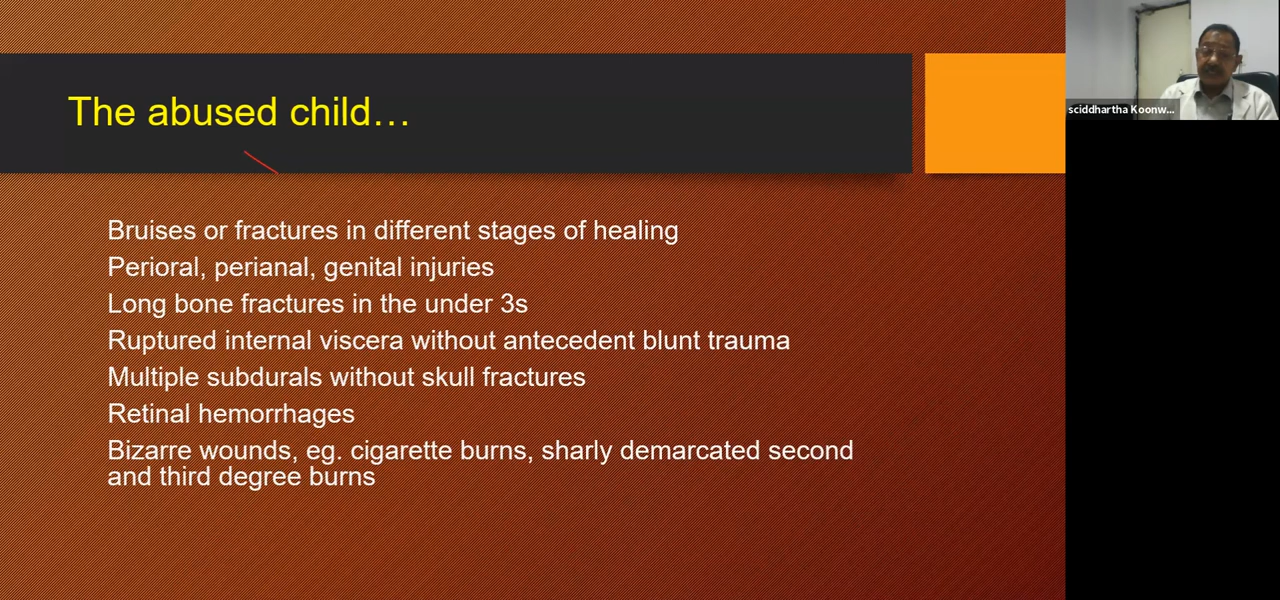 The abused child…
sciddhartha Koonw...
Bruises or fractures in different stages of healing
Perioral, perianal, genital injuries
Long bone fractures in the under 3s
Ruptured internal viscera without antecedent blunt trauma
Multiple subdurals without skull fractures
Retinal hemorrhages
Bizarre wounds, eg. cigarette burns, sharly demarcated second
and third degree burns